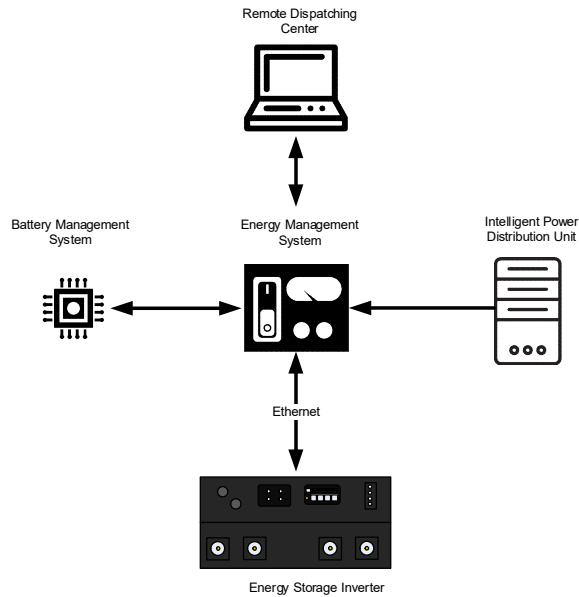 Remote Dispatching
Center
Battery Management
System
Energy Management
System
Intelligent Power
Distribution Unit
Ethernet
Energy Storage Inverter